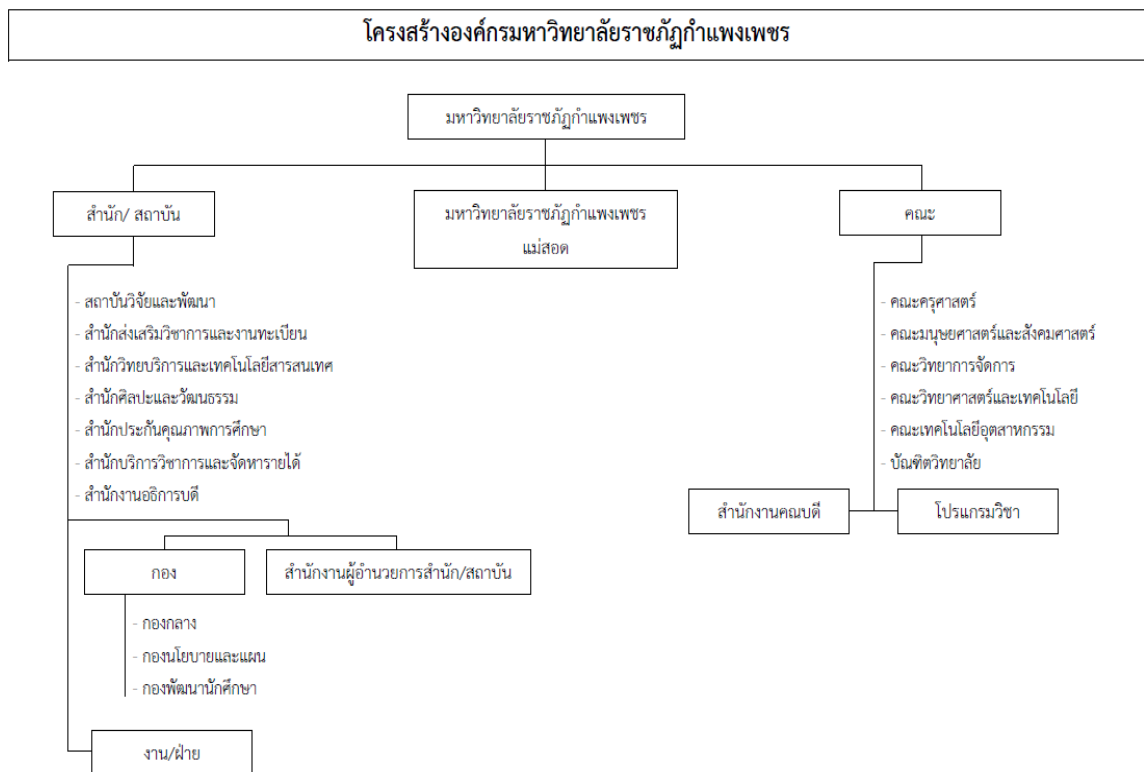 โครงสร้างองค์กรมหาวิทยาลัยราชภัฏกำแพงเพชร
มหาวิทยาลัยราชภัฏกำแพงเพชร
สำนัก/ สถาบัน
มหาวิทยาลัยราชภัฏกำแพงเพชร
แม่สอด
คณะ
- สถาบันวิจัยและพัฒนา
- สำนักส่งเสริมวิชาการและงานทะเบียน
- สำนักวิทยบริการและเทคโนโลยีสารสนเทศ
- สำนักศิลปะและวัฒนธรรม
- สำนักประกันคุณภาพการศึกษา
- สำนักบริการวิชาการและจัดหารายได้
- สำนักงานอธิการบดี
- คณะครุศาสตร์
- คณะมนุษยศาสตร์และสังคมศาสตร์
- คณะวิทยาการจัดการ
- คณะวิทยาศาสตร์และเทคโนโลยี
- คณะเทคโนโลยีอุตสาหกรรม
- บัณฑิตวิทยาลัย
สำนักงานคณบดี
โปรแกรมวิชา
กอง
สำนักงานผู้อำนวยการสำนัก/สถาบัน
- กองกลาง
- กองนโยบายและแผน
- กองพัฒนานักศึกษา
งาน/ฝ่าย